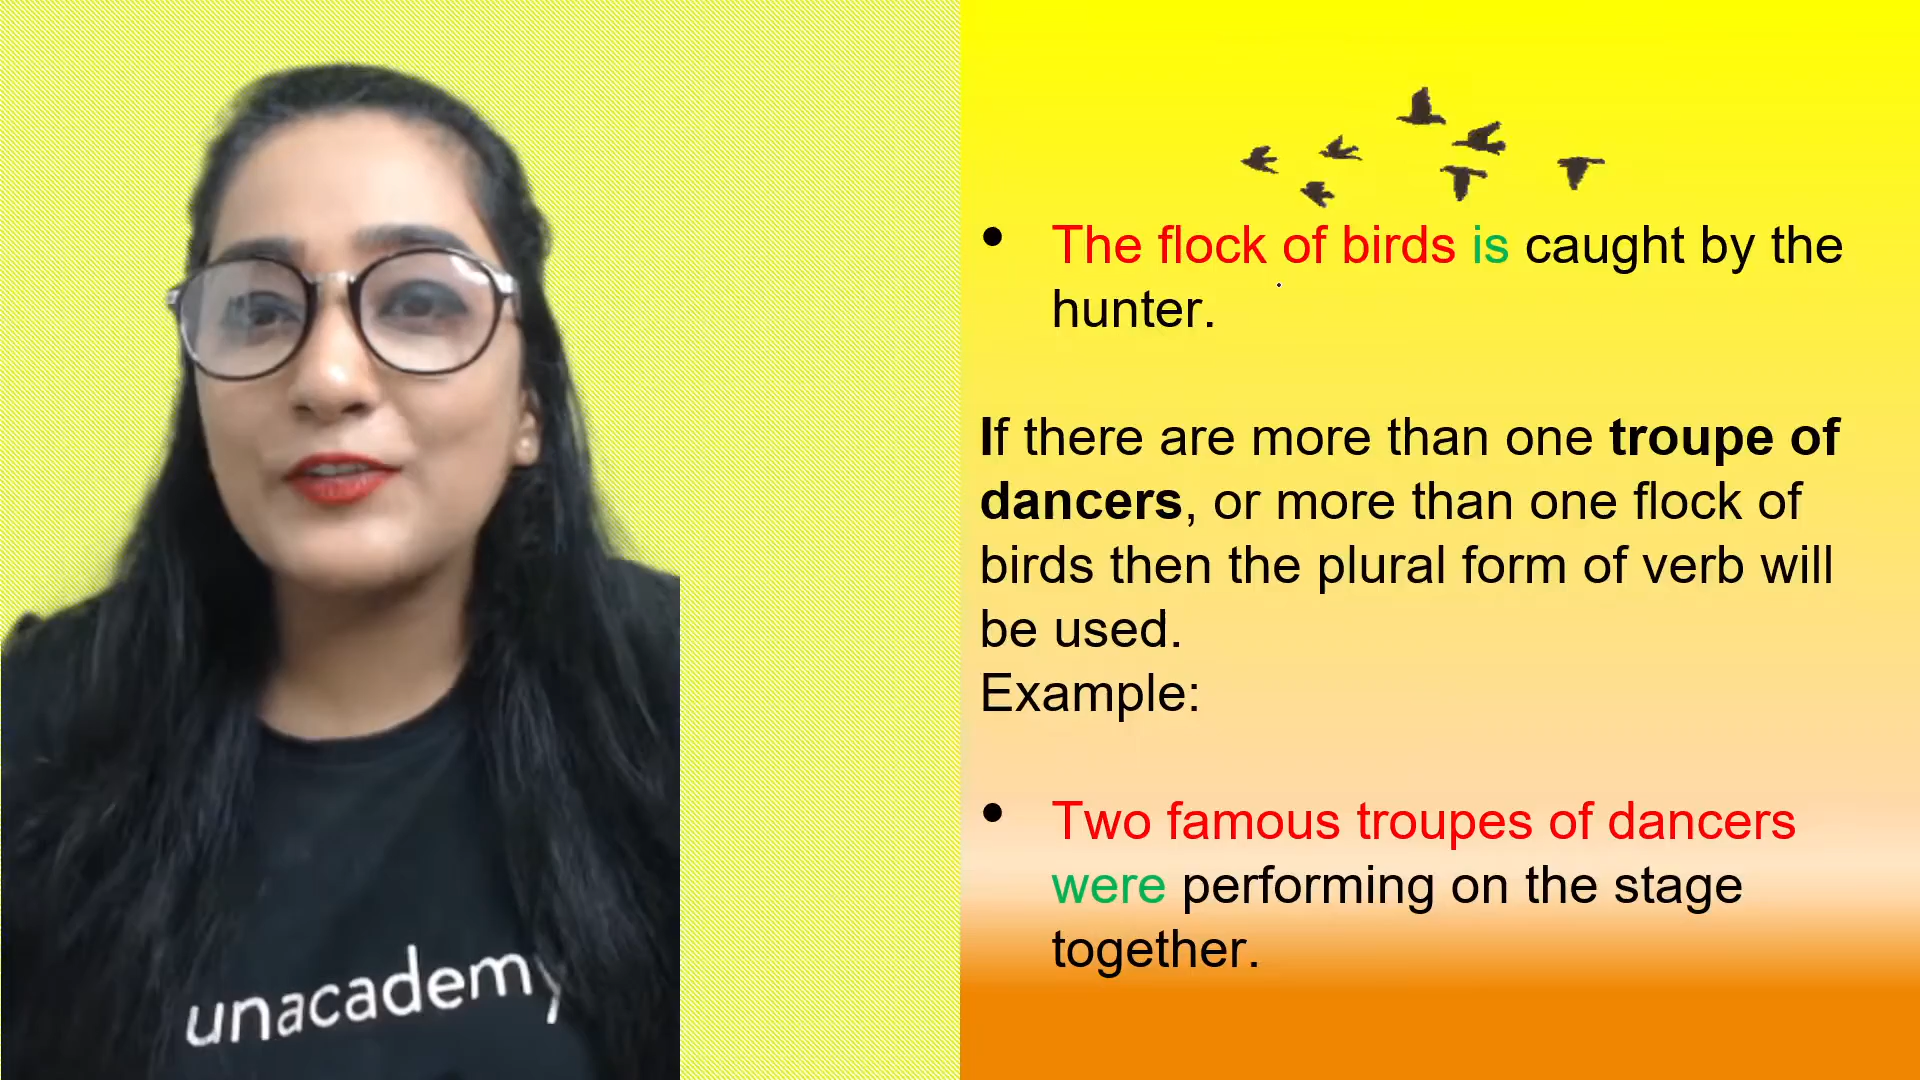 The flock of birds is caught by the
hunter.
If there are more than one troupe of
dancers, or more than one flock of
birds then the plural form of verb will
be used.
Example:
Two famous troupes of dancers
were performing on the stage
together.
unacademy